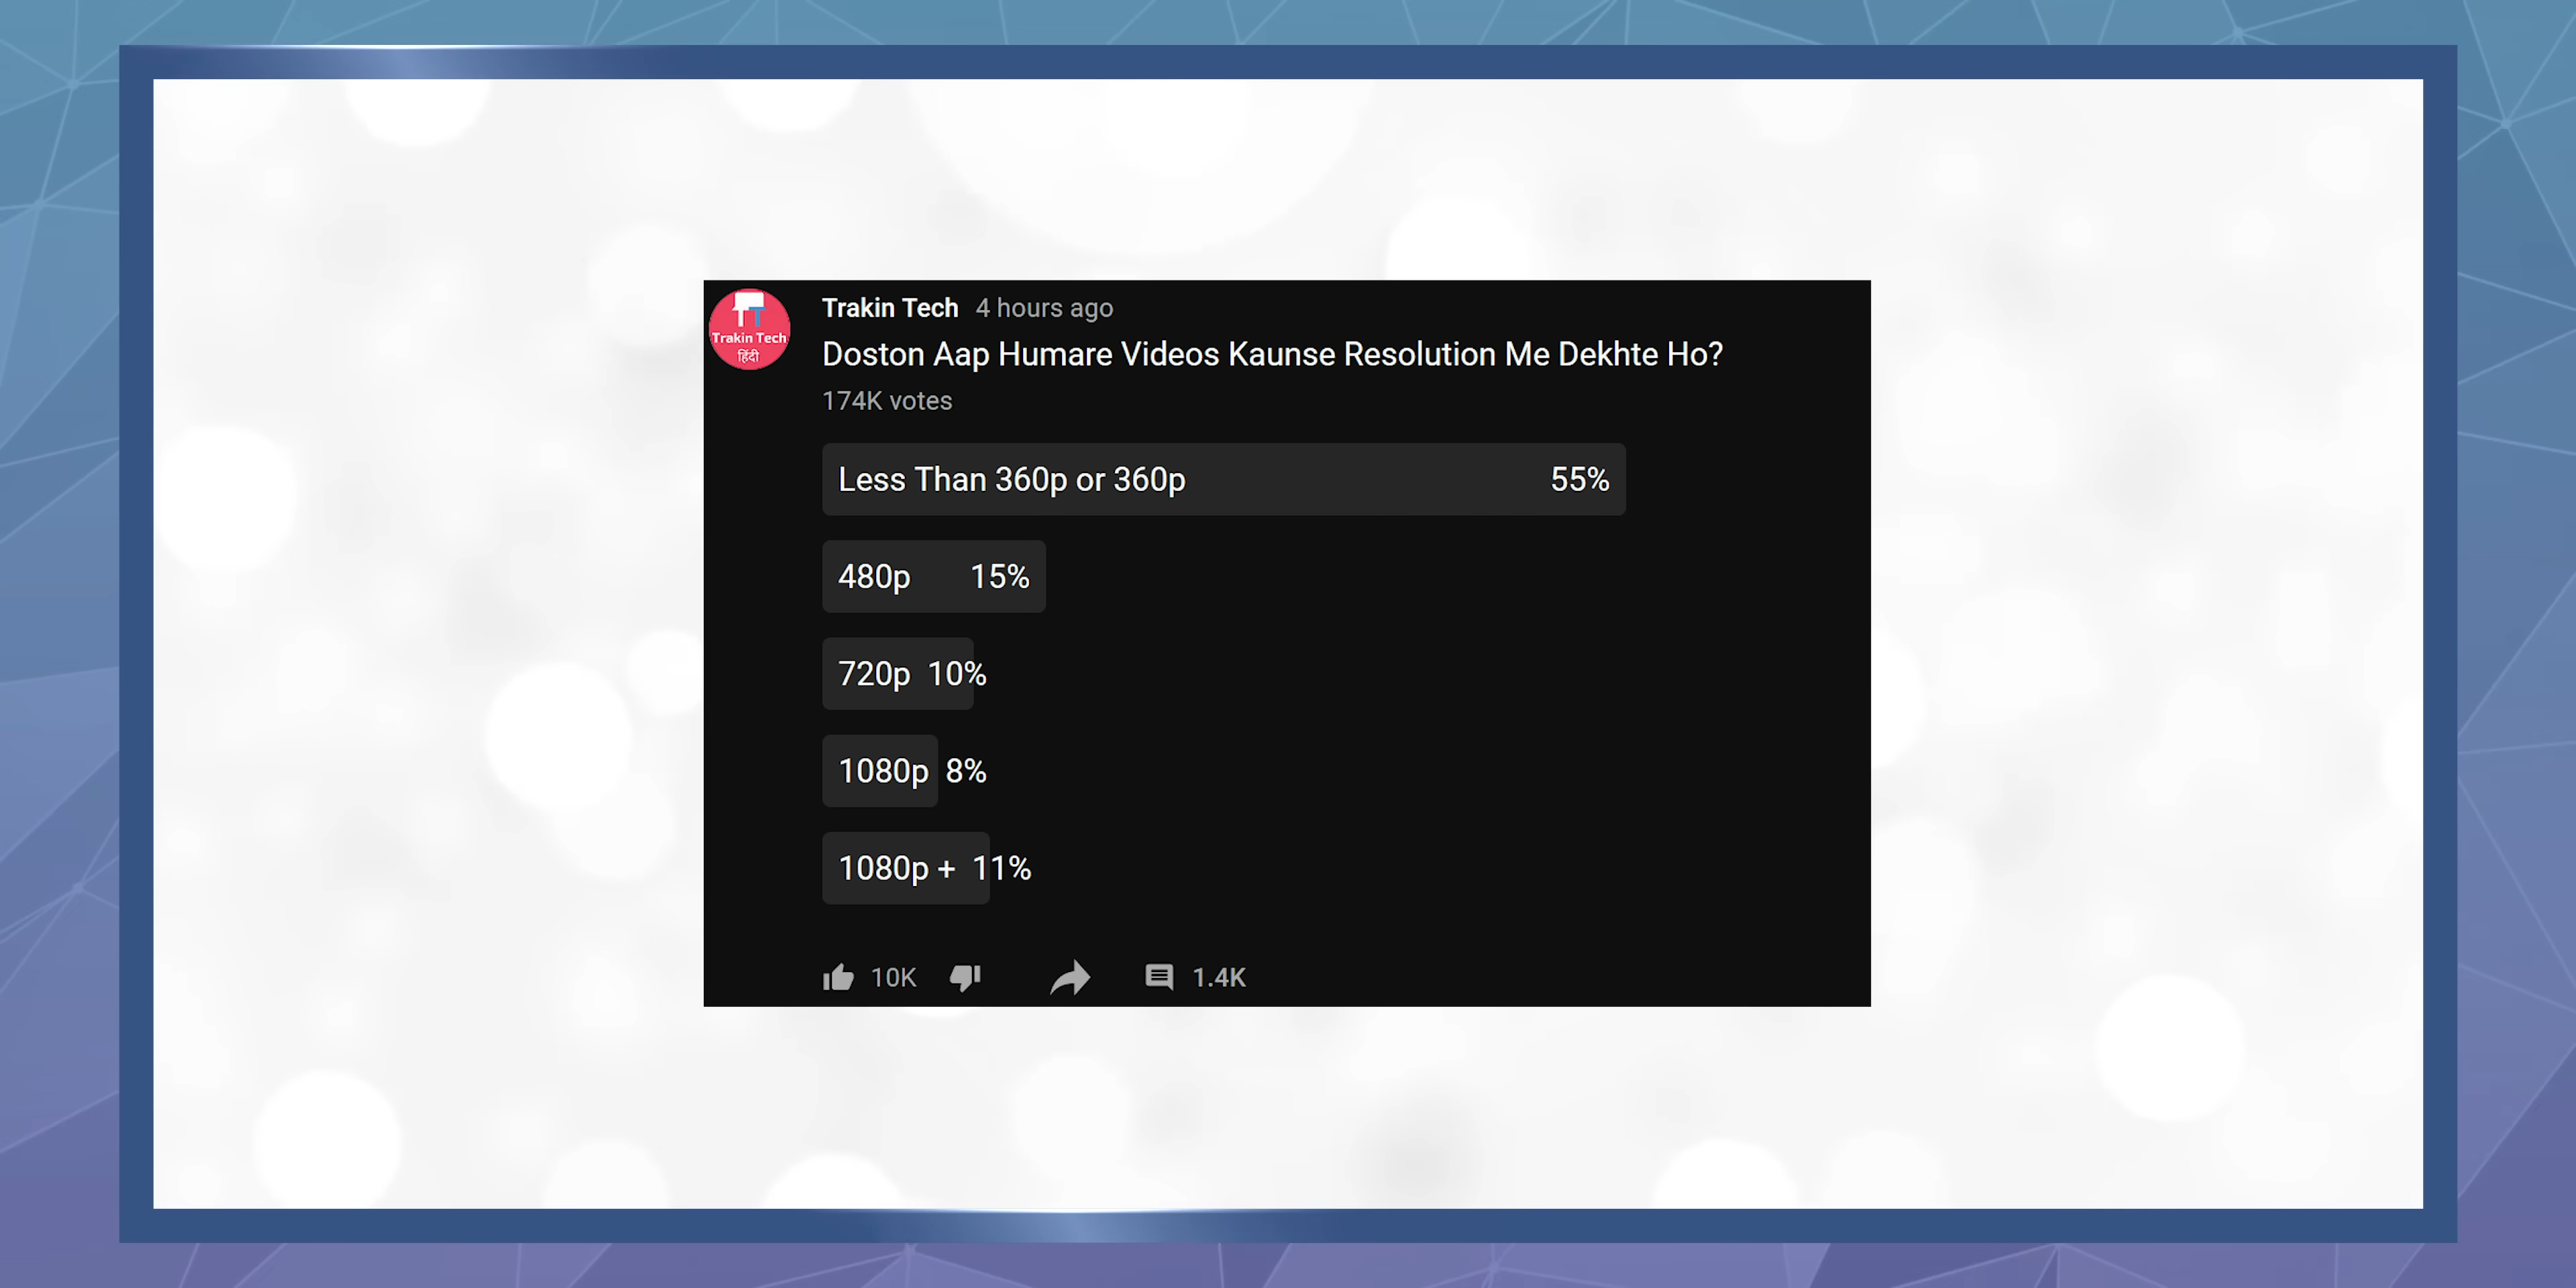 Trakin Tech 4 hours ago
Trakin Tech
हिंदी
Doston Aap Humare Videos Kaunse Resolution Me Dekhte Ho?
174K votes
Less Than 360p or 360p 55%
480p 15%
720p 10%
1080p 8%
1080p + 11%
10K 1.4K